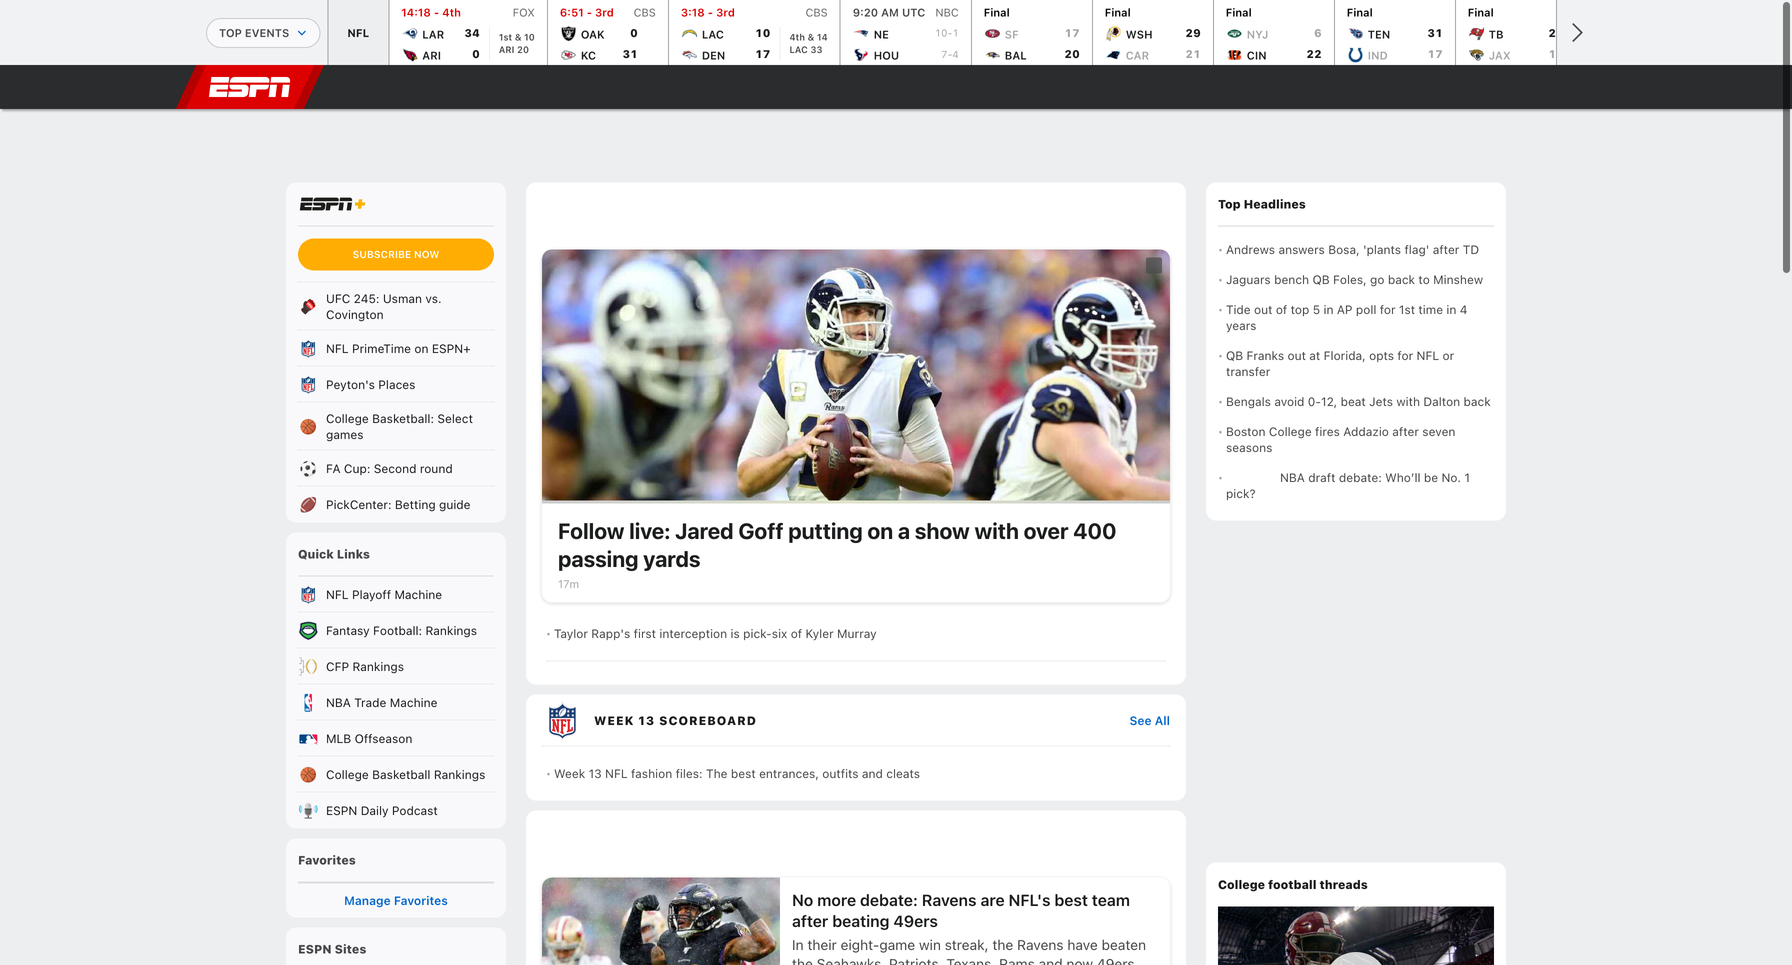 TOP EVENTS
NFL
14:18 - 4th FOX
LAR 34
ARI 0
1st & 10
ARI 20
6:51 - 3rd CBS
OAK 0
KC 31
3:18 - 3rd CBS
LAC 10
DEN 17
4th & 14
LAC 33
9:20 AM UTC NBC
NE 10-1
HOU 7-4
Final
SF 17
BAL 20
Final
WSH 29
CAR 21
Final
NYJ 6
CIN 22
Final
TEN 31
IND 17
Final
TB 2
JAX 1
ESPN
ESPN+
SUBSCRIBE NOW
UFC 245: Usman vs.
Covington
NFL PrimeTime on ESPN+
Peyton's Places
College Basketball: Select
games
FA Cup: Second round
PickCenter: Betting guide
Quick Links
NFL Playoff Machine
Fantasy Football: Rankings
CFP Rankings
NBA Trade Machine
MLB Offseason
College Basketball Rankings
ESPN Daily Podcast
Favorites
Manage Favorites
ESPN Sites
Rams
Follow live: Jared Goff putting on a show with over 400
passing yards
17m
Taylor Rapp's first interception is pick-six of Kyler Murray
NFL
WEEK 13 SCOREBOARD
See All
Week 13 NFL fashion files: The best entrances, outfits and cleats
No more debate: Ravens are NFL's best team
after beating 49ers
In their eight-game win streak, the Ravens have beaten
the Seahawks, Patriots, Texans, Rams and now 49ers
Top Headlines
Andrews answers Bosa, 'plants flag' after TD
Jaguars bench QB Foles, go back to Minshew
Tide out of top 5 in AP poll for 1st time in 4
years
QB Franks out at Florida, opts for NFL or
transfer
Bengals avoid 0-12, beat Jets with Dalton back
Boston College fires Addazio after seven
seasons
NBA draft debate: Who'll be No. 1
pick?
College football threads